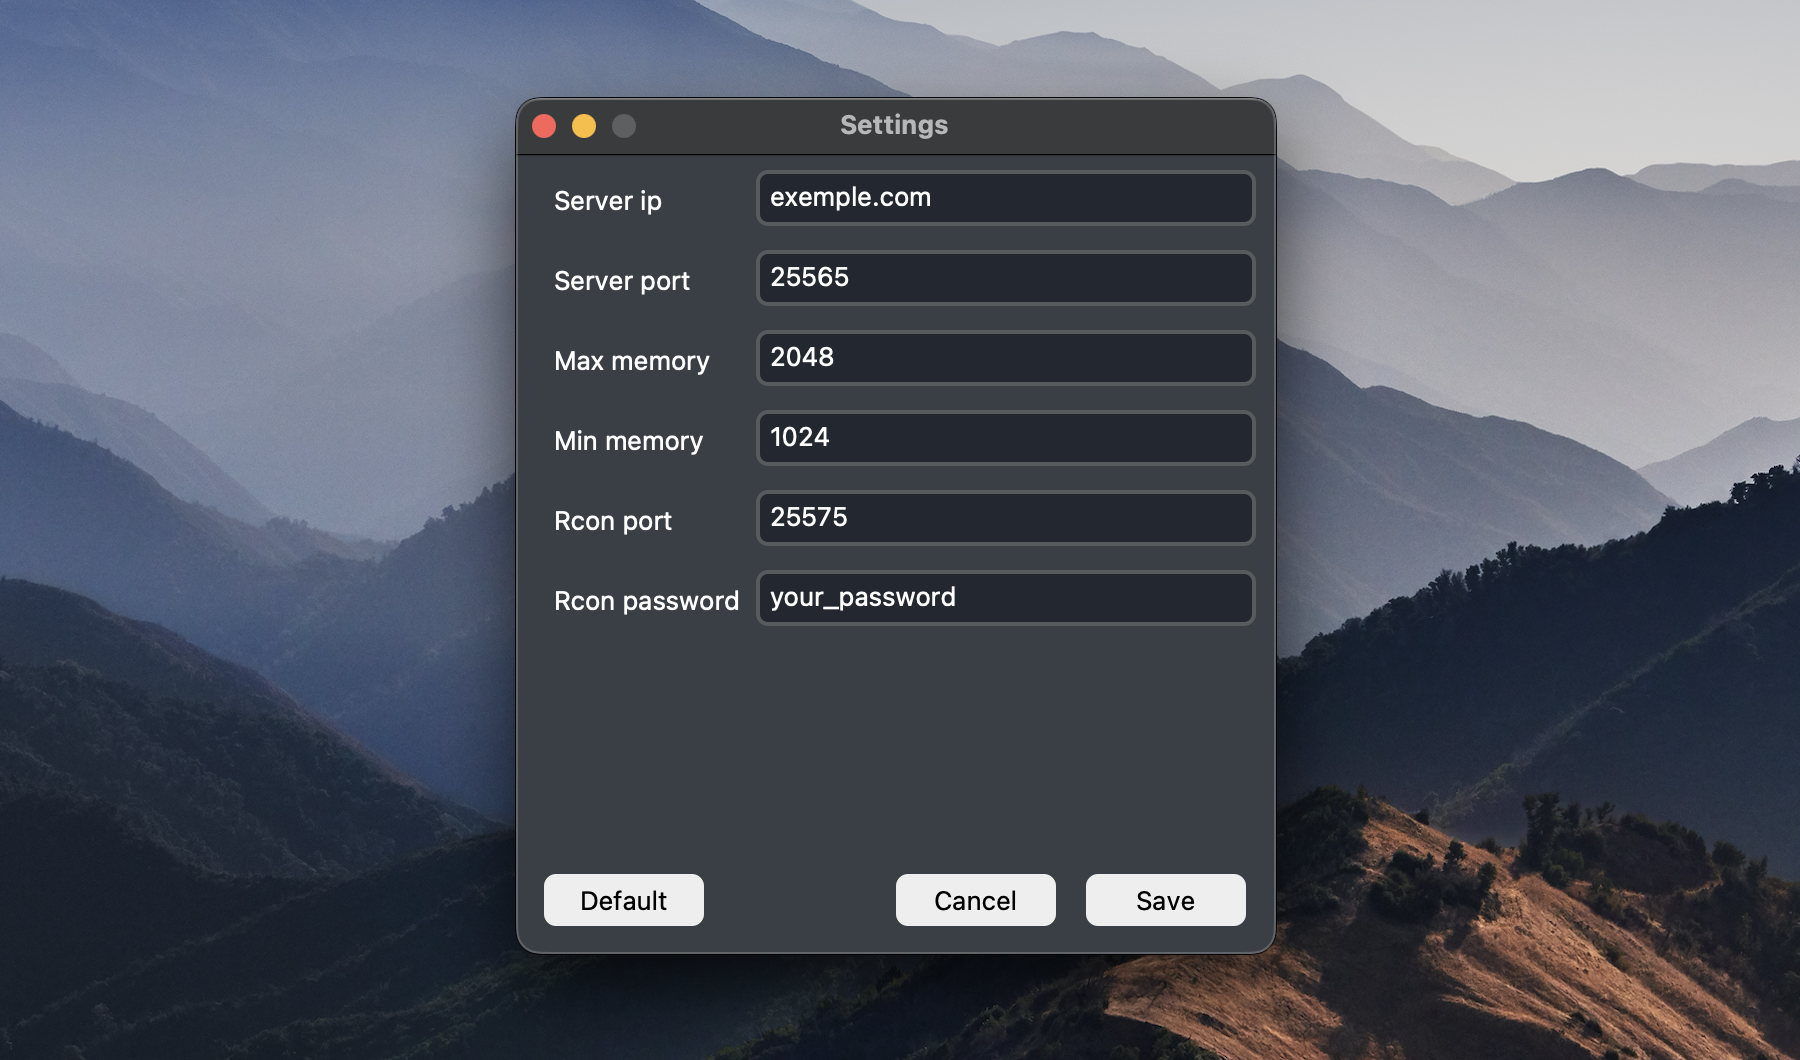 Settings
Server ip exemple.com
Server port 25565
Max memory 2048
Min memory 1024
Rcon port 25575
Rcon password your_password
Default Cancel Save